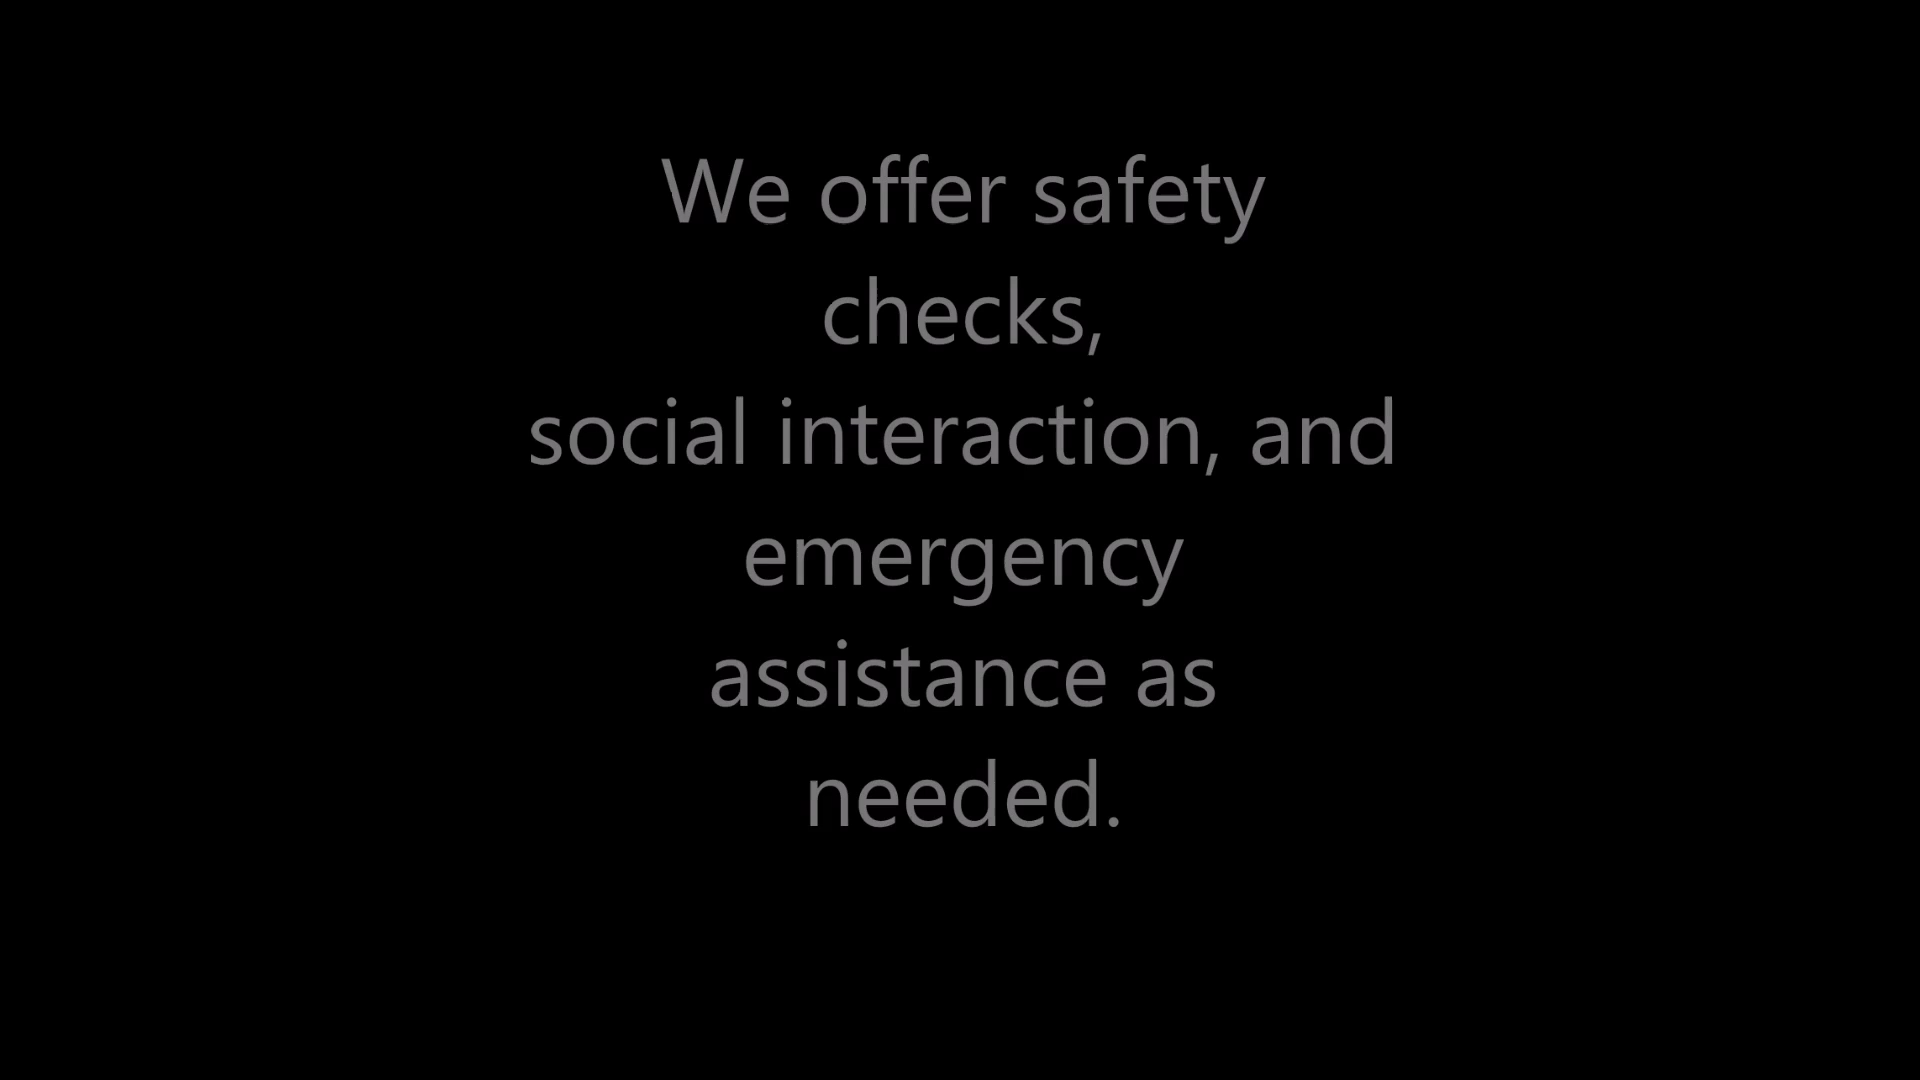 We offer safety
checks,
social interaction, and
emergency
assistance as
needed.